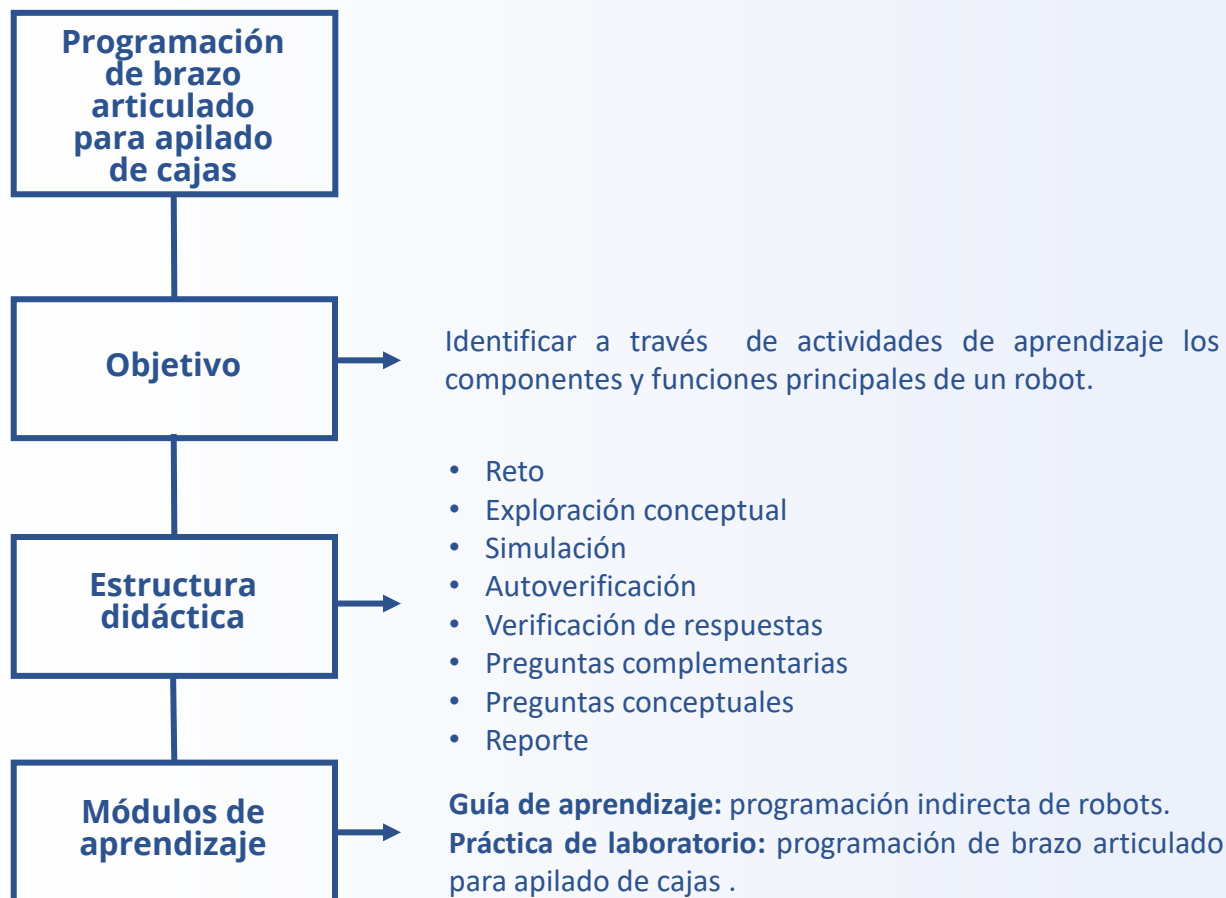 Programación
de brazo
articulado
para apilado
de cajas
Objetivo
Identificar a través de actividades de aprendizaje los
componentes y funciones principales de un robot.
Estructura
didáctica
• Reto
• Exploración conceptual
• Simulación
• Autoverificación
• Verificación de respuestas
• Preguntas complementarias
• Preguntas conceptuales
• Reporte
Módulos de
aprendizaje
Guía de aprendizaje: programación indirecta de robots.
Práctica de laboratorio: programación de brazo articulado
para apilado de cajas .